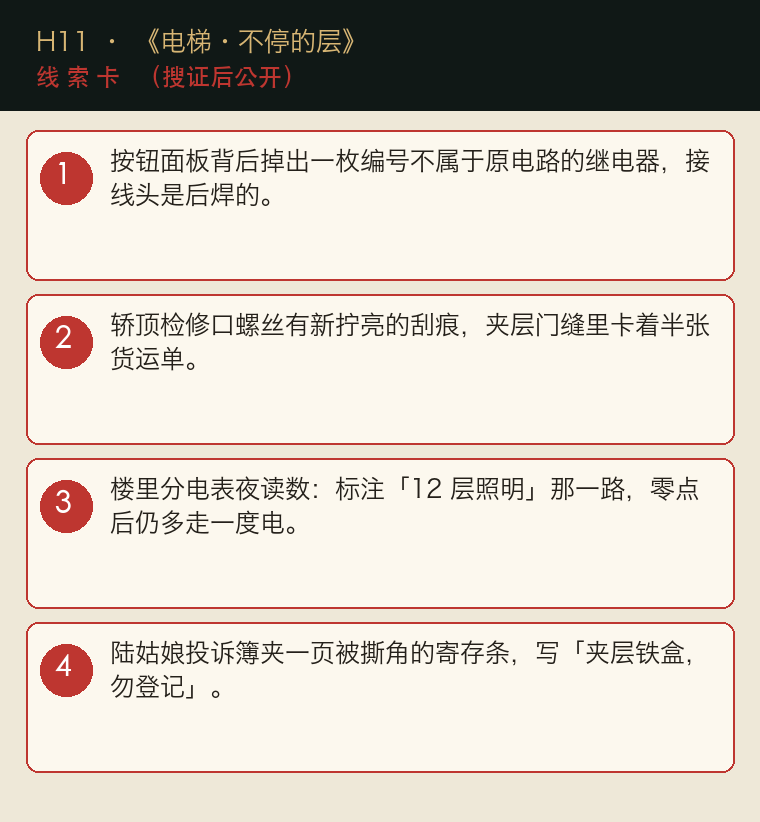 H11 · 《电梯·不停的层》
线索卡 （搜证后公开）
1
按钮面板背后掉出一枚编号不属于原电路的继电器，接
线头是后焊的。
2
轿顶检修口螺丝有新拧亮的刮痕，夹层门缝里卡着半张
货运单。
3
楼里分电表夜读数：标注「12 层照明」那一路，零点
后仍多走一度电。
4
陆姑娘投诉簿夹一页被撕角的寄存条，写「夹层铁盒，
勿登记」。